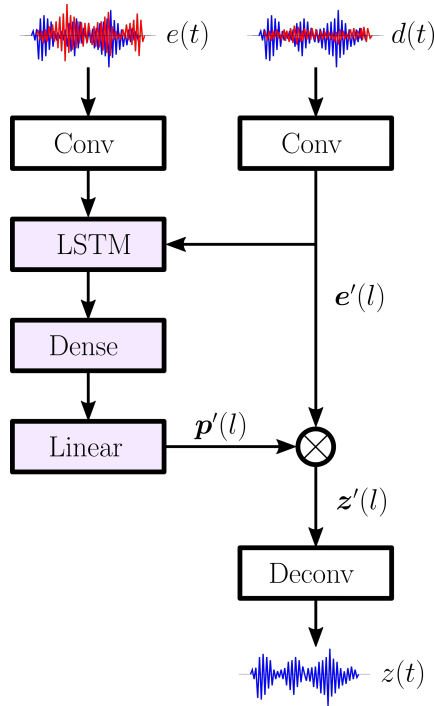 e(t) d(t)
Conv Conv
LSTM
e′(l)
Dense
p′(l)
Linear
z′(l)
Deconv
z(t)